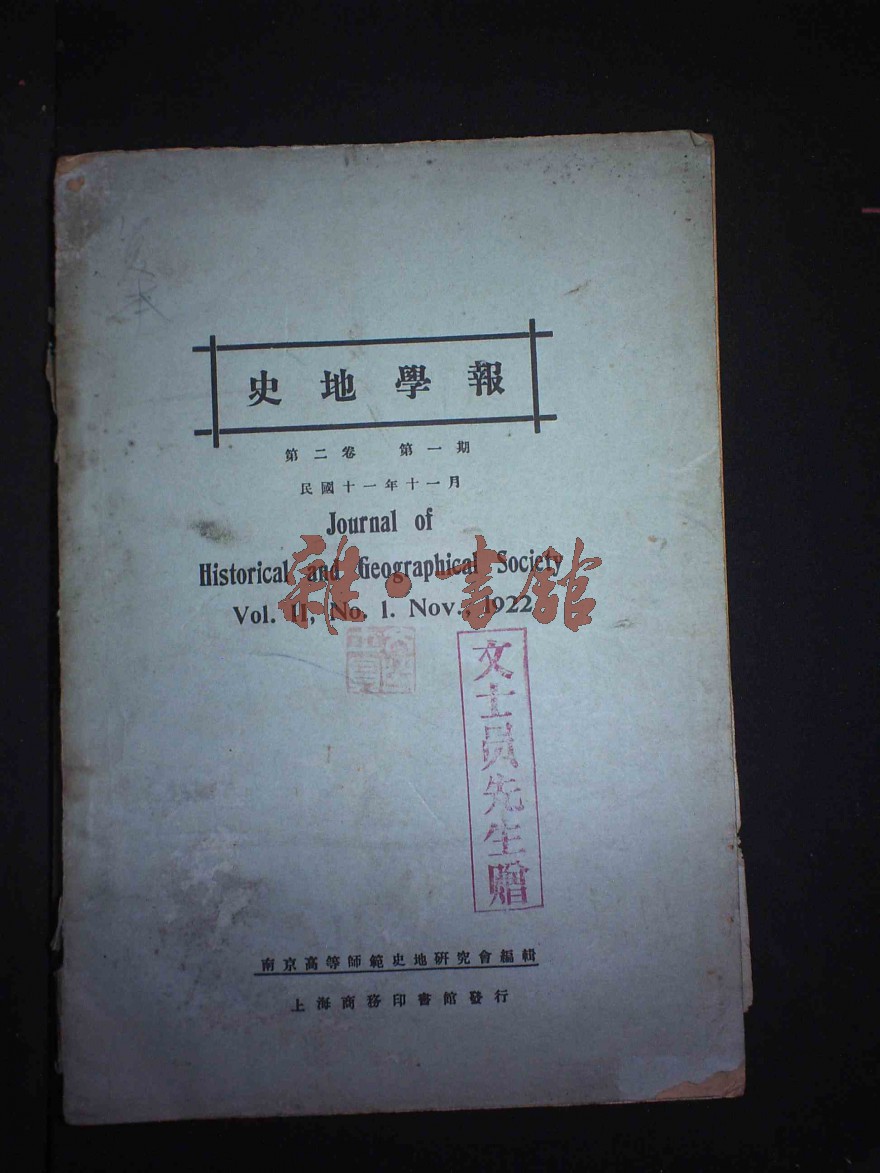 史地學報
第二卷 第一期
民國十一年十一月
Journal of
Historical and Geographical Society
Vol. II, No. 1. Nov., 1922
雜·書館
文士員先生贈
南京高等師範史地研究會編輯
上海商務印書館發行